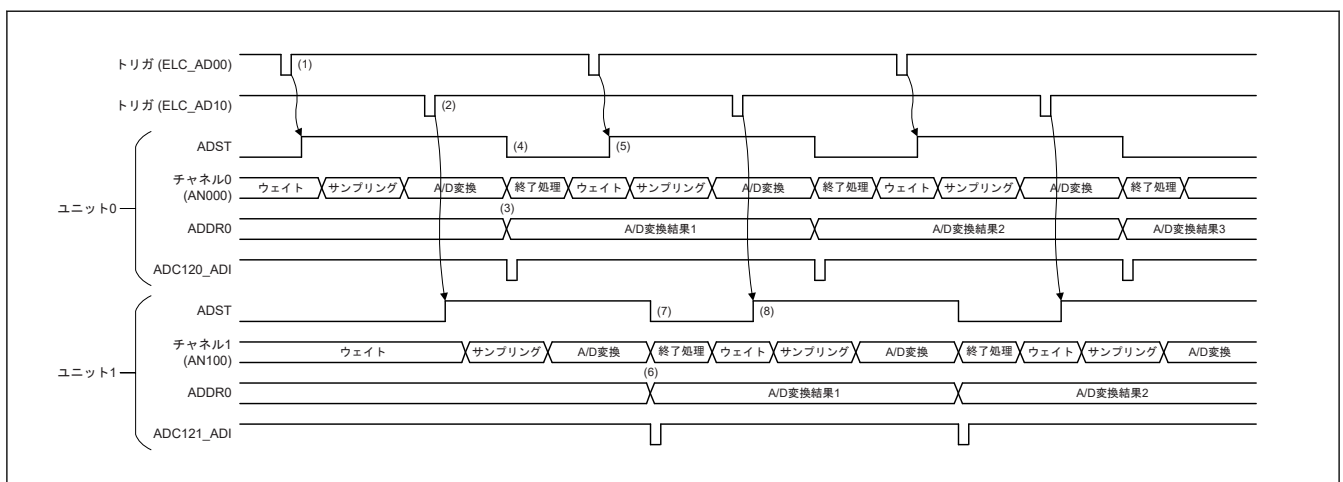 トリガ (ELC_AD00)
(1)
トリガ (ELC_AD10)
(2)
ユニット0
ADST
(4)
(5)
チャネル0
(AN000)
ウェイト サンプリング A/D変換 終了処理 ウェイト サンプリング A/D変換 終了処理 ウェイト サンプリング A/D変換 終了処理
(3)
ADDR0
A/D変換結果1 A/D変換結果2 A/D変換結果3
ADC120_ADI
ユニット1
ADST
(7)
(8)
チャネル1
(AN100)
ウェイト サンプリング A/D変換 終了処理 ウェイト サンプリング A/D変換 終了処理 ウェイト サンプリング A/D変換
(6)
ADDR0
A/D変換結果1 A/D変換結果2
ADC121_ADI